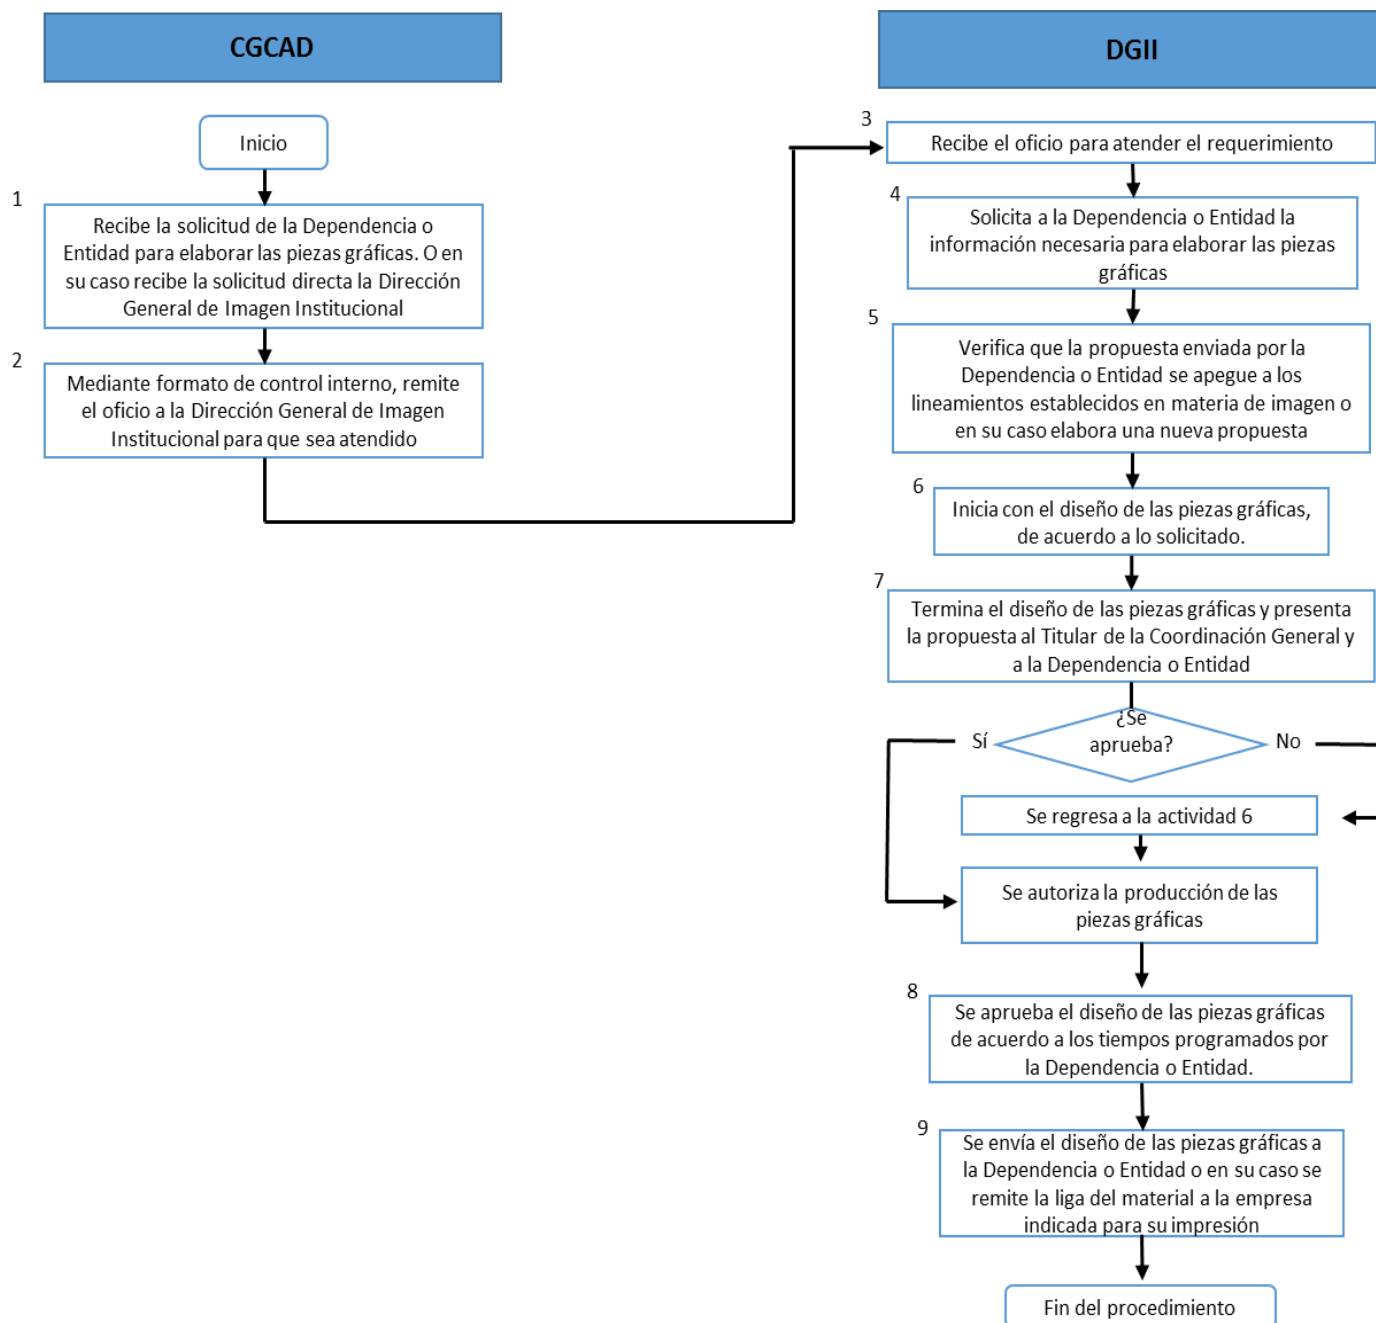 CGCAD
Inicio
1
Recibe la solicitud de la Dependencia o
Entidad para elaborar las piezas gráficas. O en
su caso recibe la solicitud directa la Dirección
General de Imagen Institucional
2
Mediante formato de control interno, remite
el oficio a la Dirección General de Imagen
Institucional para que sea atendido
DGII
3
Recibe el oficio para atender el requerimiento
4
Solicita a la Dependencia o Entidad la
información necesaria para elaborar las piezas
gráficas
5
Verifica que la propuesta enviada por la
Dependencia o Entidad se apegue a los
lineamientos establecidos en materia de imagen o
en su caso elabora una nueva propuesta
6
Inicia con el diseño de las piezas gráficas,
de acuerdo a lo solicitado.
7
Termina el diseño de las piezas gráficas y presenta
la propuesta al Titular de la Coordinación General y
a la Dependencia o Entidad
¿Se
aprueba?
Sí
No
Se regresa a la actividad 6
Se autoriza la producción de las
piezas gráficas
8
Se aprueba el diseño de las piezas gráficas
de acuerdo a los tiempos programados por
la Dependencia o Entidad.
9
Se envía el diseño de las piezas gráficas a
la Dependencia o Entidad o en su caso se
remite la liga del material a la empresa
indicada para su impresión
Fin del procedimiento